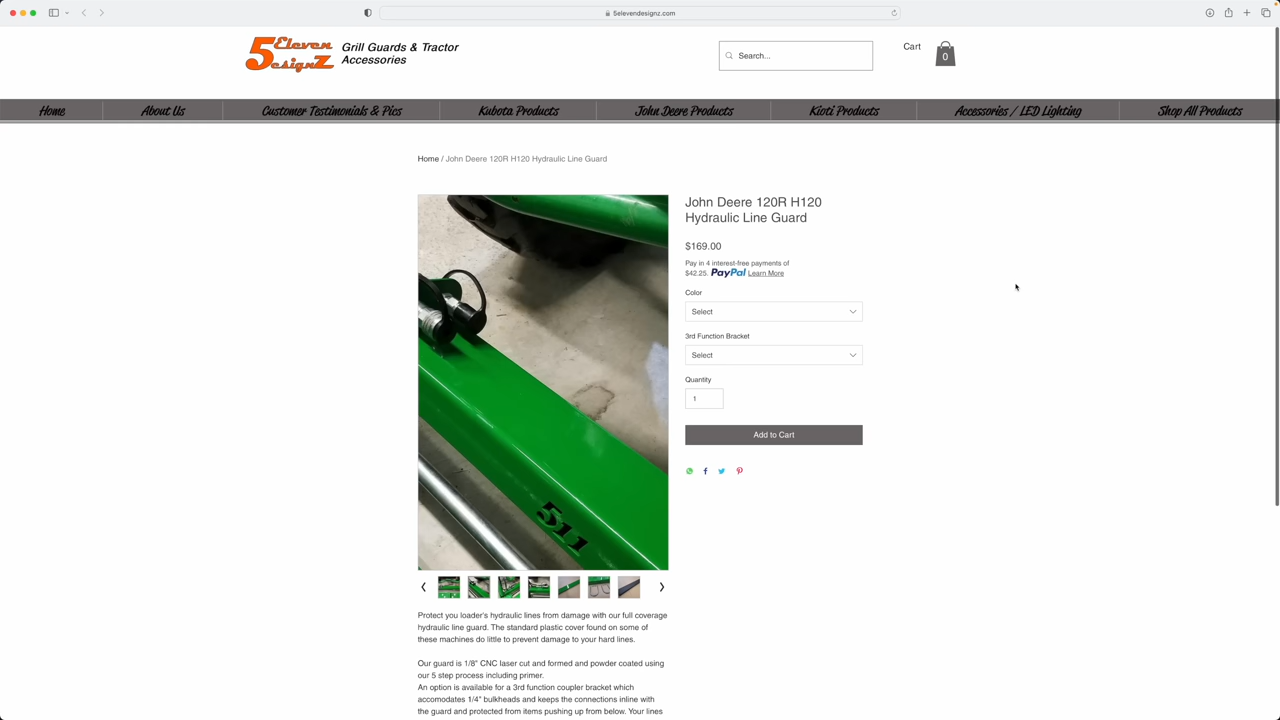 5elevendesignz.com
5 Eleven
DesignZ
Grill Guards & Tractor
Accessories
Search...
Cart
0
Home
About Us
Customer Testimonials & Pics
Kubota Products
John Deere Products
Kioti Products
Accessories / LED Lighting
Shop All Products
Home / John Deere 120R H120 Hydraulic Line Guard
John Deere 120R H120
Hydraulic Line Guard
$169.00
Pay in 4 interest-free payments of
$42.25. PayPal Learn More
Color
Select
3rd Function Bracket
Select
Quantity
1
Add to Cart
511
Protect you loader's hydraulic lines from damage with our full coverage
hydraulic line guard. The standard plastic cover found on some of
these machines do little to prevent damage to your hard lines.
Our guard is 1/8" CNC laser cut and formed and powder coated using
our 5 step process including primer.
An option is available for a 3rd function coupler bracket which
accomodates 1/4" bulkheads and keeps the connections inline with
the guard and protected from items pushing up from below. Your lines